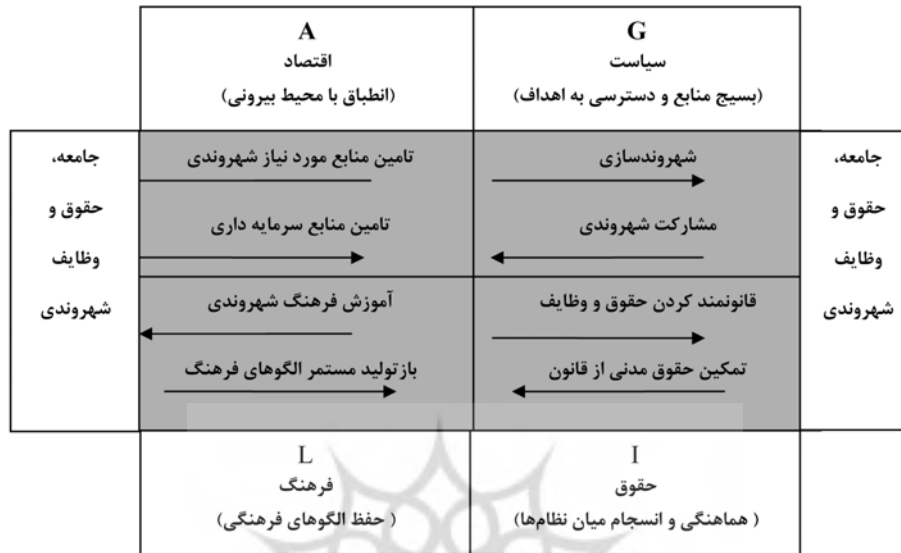 A
اقتصاد
(انطباق با محیط بیرونی)
G
سیاست
(بسیج منابع و دسترسی به اهداف)
جامعه،
حقوق و
وظایف
شهروندی
تامین منابع مورد نیاز شهروندی
تامین منابع سرمایه داری
آموزش فرهنگ شهروندی
بازتولید مستمر الگوهای فرهنگ
شهروندسازی
مشارکت شهروندی
قانونمند کردن حقوق و وظایف
تمکین حقوق مدنی از قانون
جامعه،
حقوق و
وظایف
شهروندی
L
فرهنگ
( حفظ الگوهای فرهنگی)
I
حقوق
( هماهنگی و انسجام میان نظام‌ها)